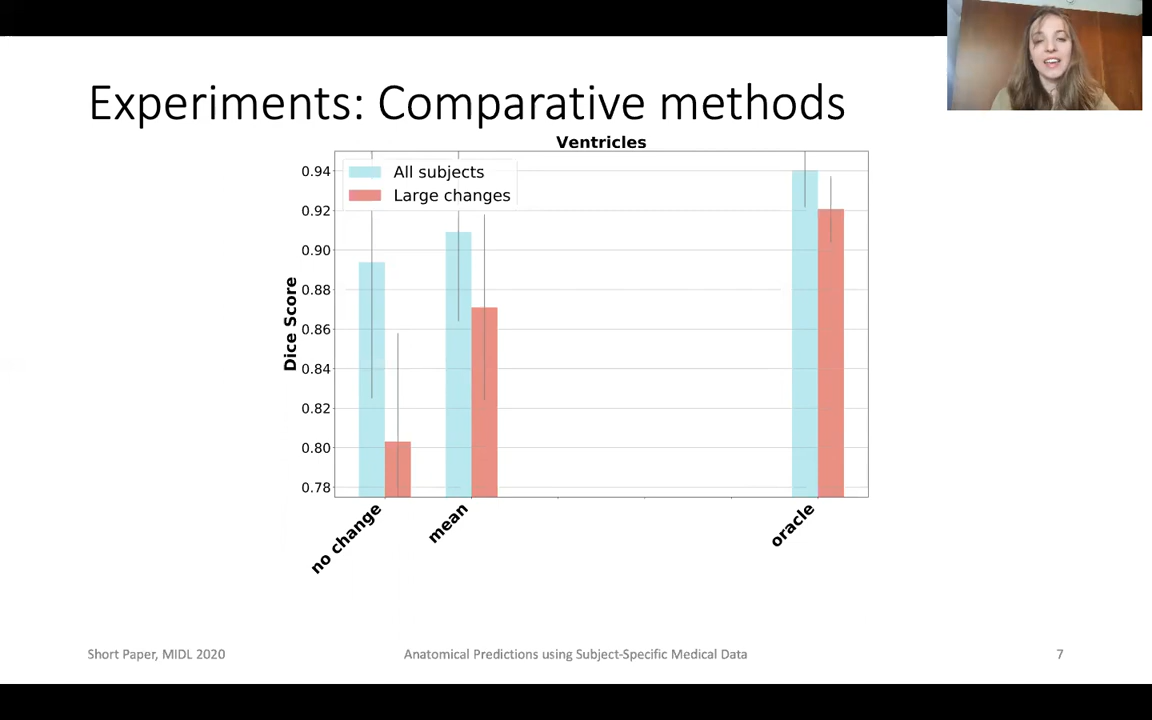 Experiments: Comparative methods
Ventricles
All subjects
Large changes
Dice Score
0.94
0.92
0.90
0.88
0.86
0.84
0.82
0.80
0.78
no change
mean
oracle
Short Paper, MIDL 2020
Anatomical Predictions using Subject-Specific Medical Data
7